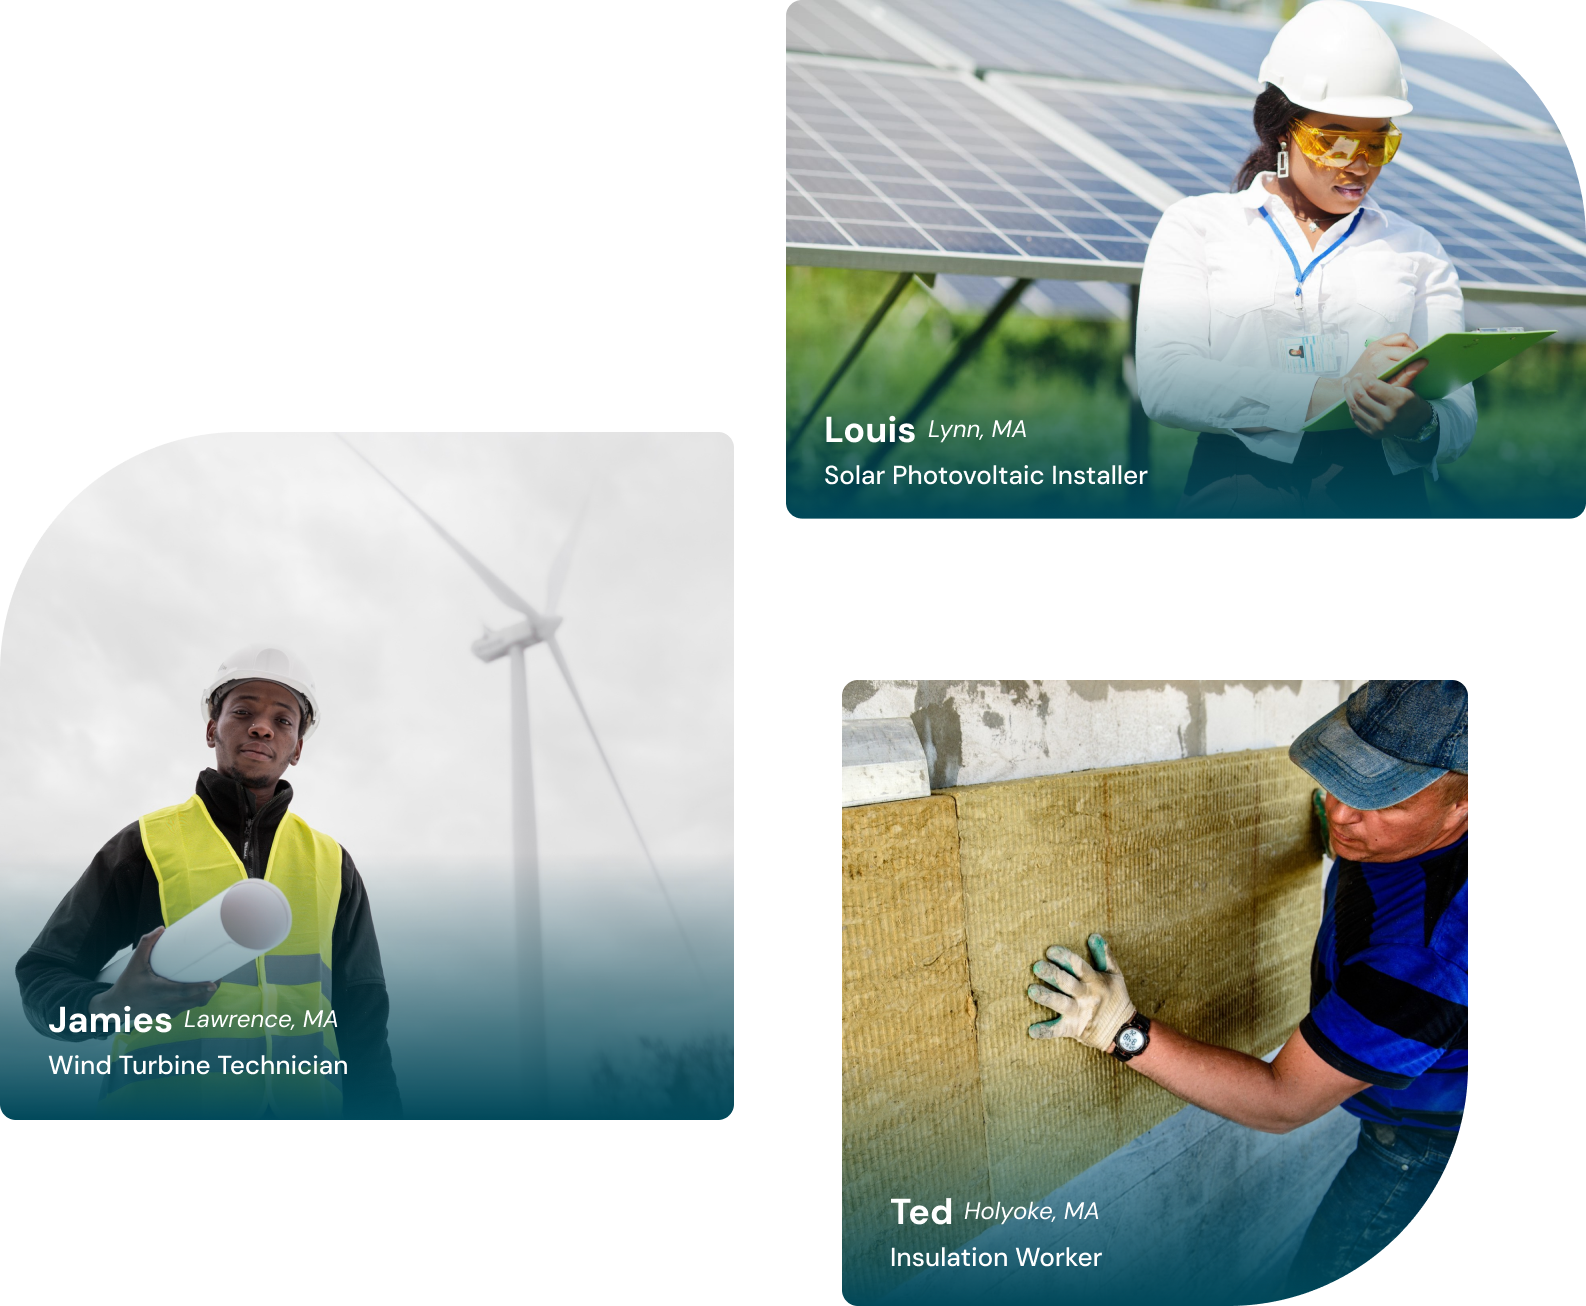 Louis Lynn, MA
Solar Photovoltaic Installer
Jamies Lawrence, MA
Wind Turbine Technician
Ted Holyoke, MA
Insulation Worker